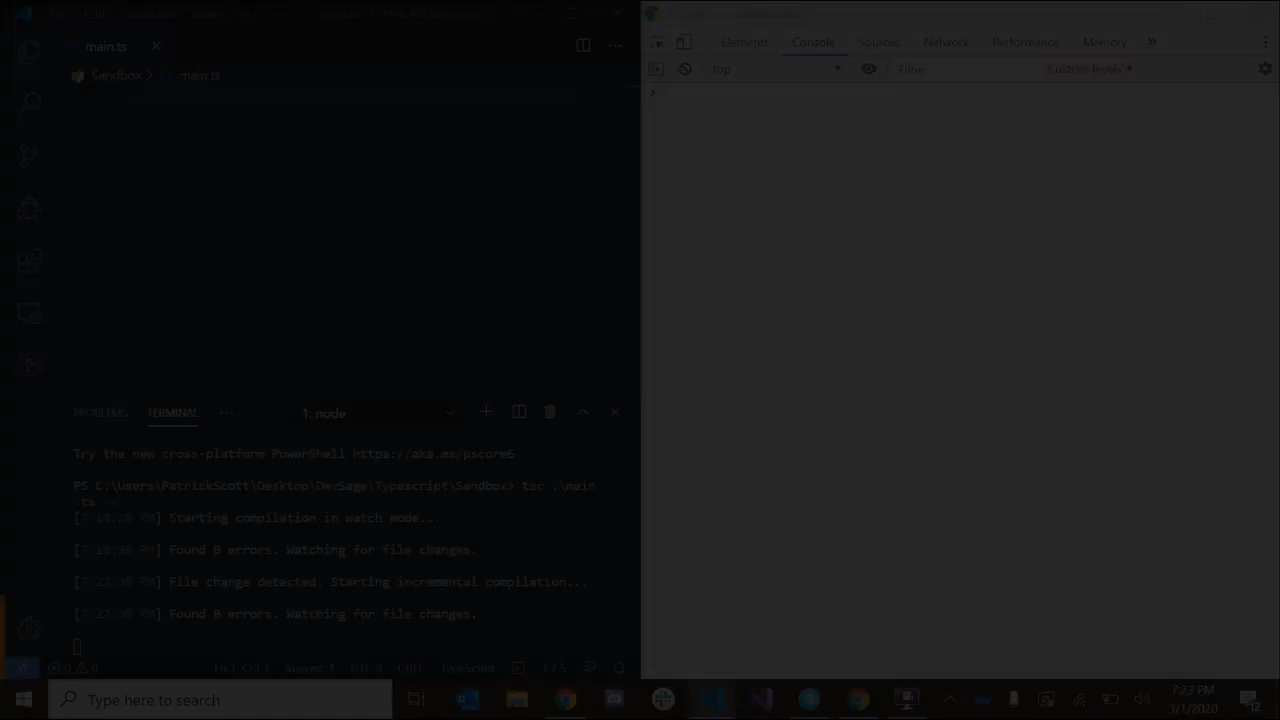 main.ts
Sandbox > main.ts
PROBLEMS TERMINAL ... 1: node
Try the new cross-platform PowerShell https://aka.ms/pscore6
PS C:\Users\PatrickScott\Desktop\DevSage\Typescript\Sandbox> tsc .\main
.ts
Starting compilation in watch mode...
Found 0 errors. Watching for file changes.
File change detected. Starting incremental compilation...
Found 0 errors. Watching for file changes.
TypeScript
Elements Console Sources Network Performance Memory
top Filter Custom levels
Type here to search
7:23 PM
3/1/2020